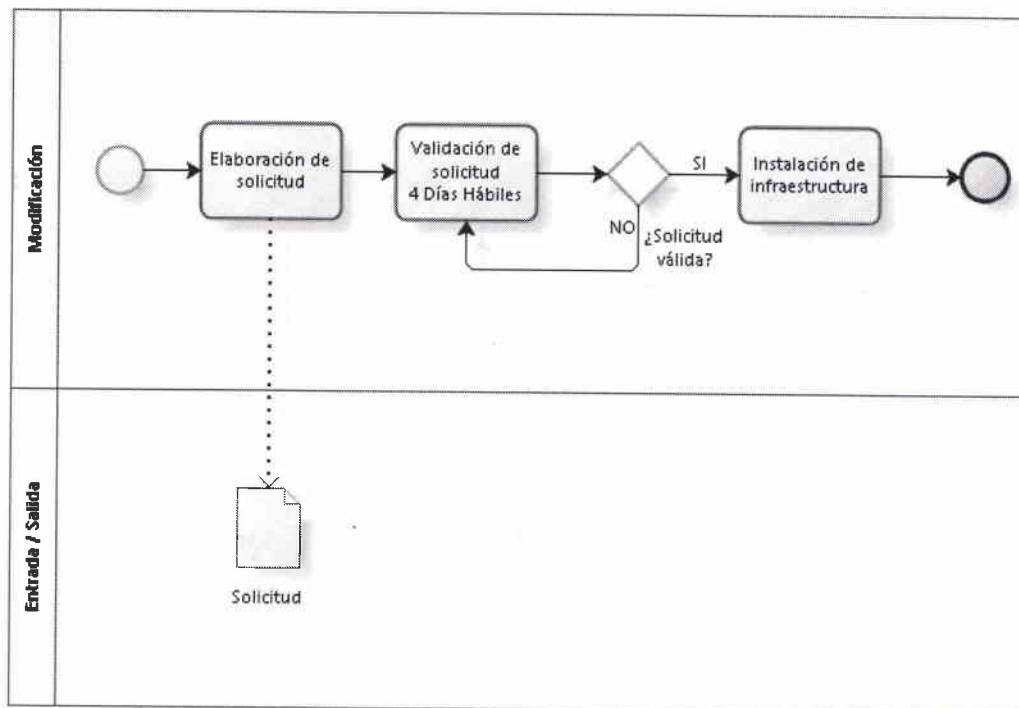 Modificación
Elaboración de
solicitud
Validación de
solicitud
4 Días Hábiles
SI
NO
¿Solicitud
válida?
Instalación de
infraestructura
Entrada / Salida
Solicitud